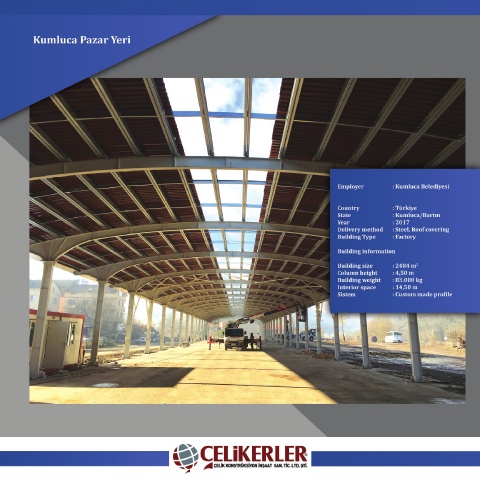 Kumluca Pazar Yeri
Employer : Kumluca Belediyesi
Country : Türkiye
State : Kumluca/Bartın
Year : 2017
Delivery method : Steel, Roof covering
Building Type : Factory
Building information
Building size : 2484 m²
Column height : 4,50 m
Building weight : 83.000 kg
Interior space : 14,58 m
Sistem : Custom made profile
ÇELİKERLER
ÇELİK KONSTRÜKSİYON İNŞAAT SAN. TİC. LTD. ŞTİ.